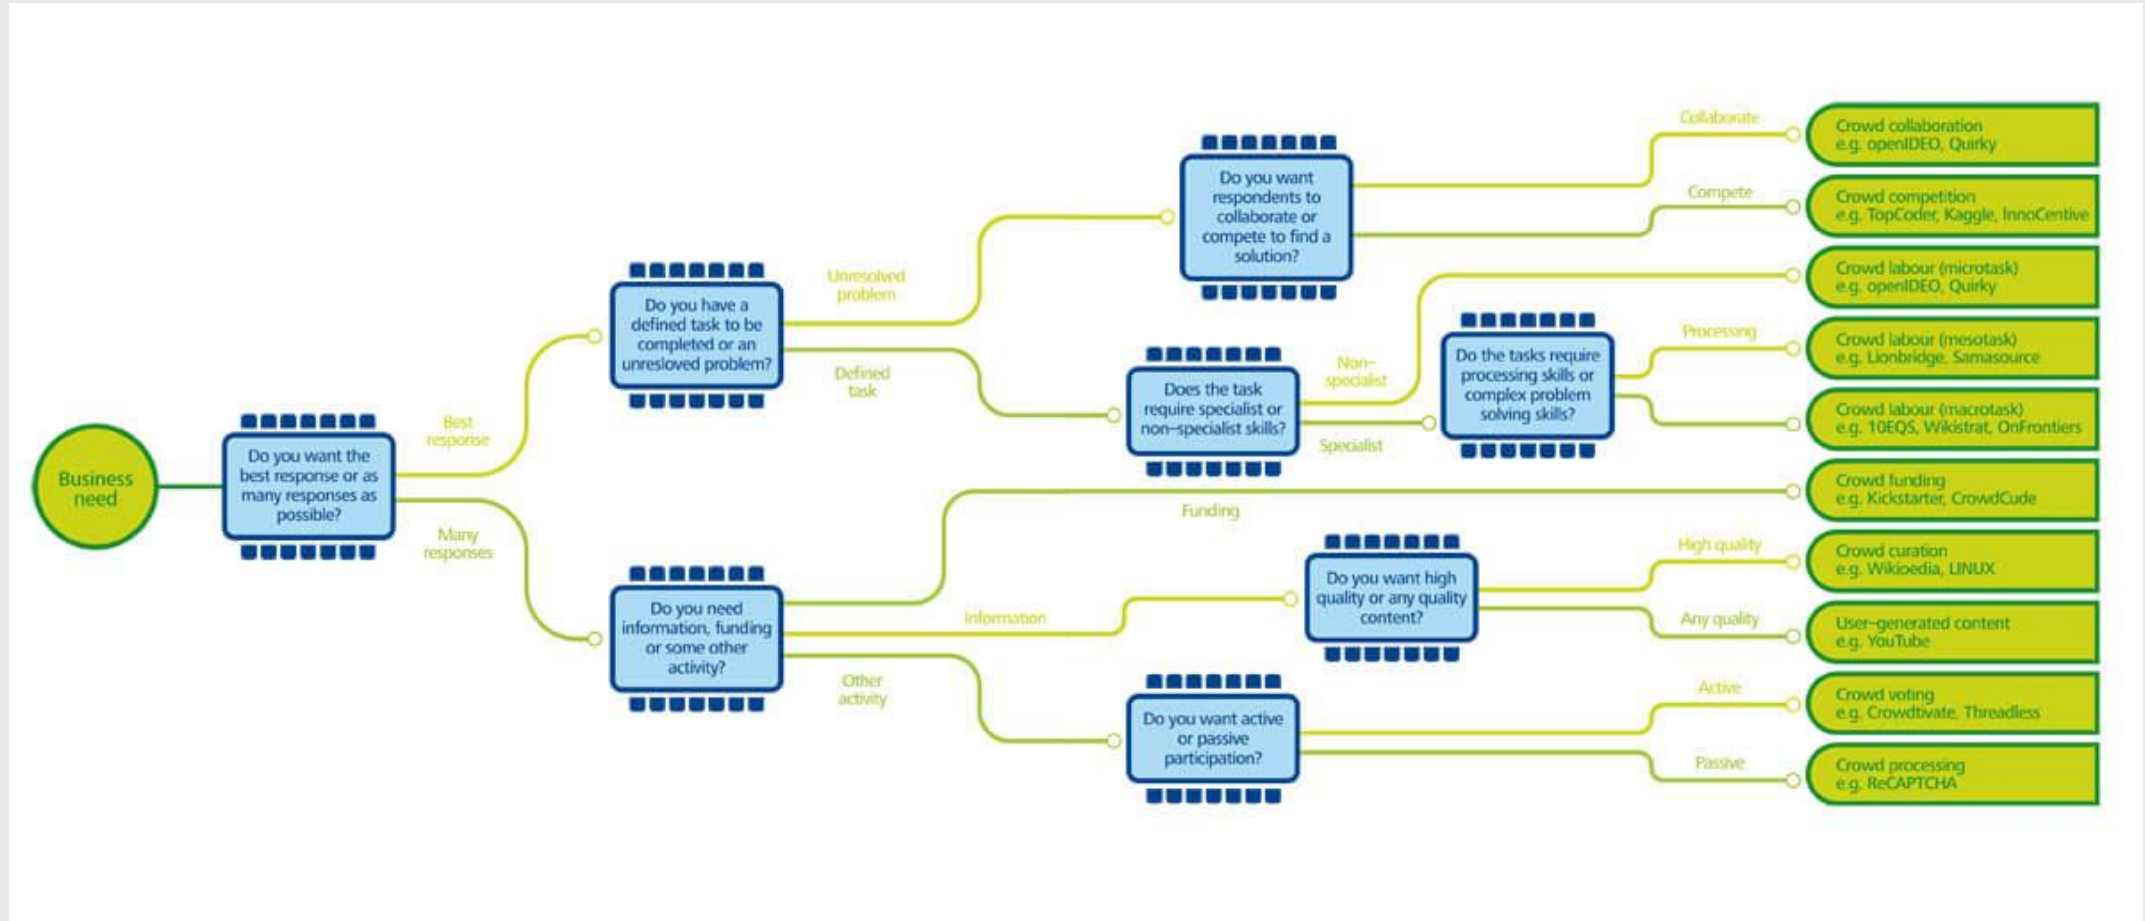 Business
need
Do you want the
best response or as
many responses as
possible?
Best
response
Many
responses
Do you have a
defined task to be
completed or an
unresloved problem?
Unresolved
problem
Defined
task
Do you want
respondents to
collaborate or
compete to find a
solution?
Collaborate
Compete
Does the task
require specialist or
non-specialist skills?
Non-
specialist
Specialist
Do the tasks require
processing skills or
complex problem
solving skills?
Processing
Do you need
information, funding
or some other
activity?
Funding
Information
Other
activity
Do you want high
quality or any quality
content?
High quality
Any quality
Do you want active
or passive
participation?
Active
Passive
Crowd collaboration
e.g. openIDEO, Quirky
Crowd competition
e.g. TopCoder, Kaggle, InnoCentive
Crowd labour (microtask)
e.g. openIDEO, Quirky
Crowd labour (mesotask)
e.g. Lionbridge, Samasource
Crowd labour (macrotask)
e.g. 10EQS, Wikistrat, OnFrontiers
Crowd funding
e.g. Kickstarter, CrowdCude
Crowd curation
e.g. Wikioedia, LINUX
User-generated content
e.g. YouTube
Crowd voting
e.g. Crowdtivate, Threadless
Crowd processing
e.g. ReCAPTCHA